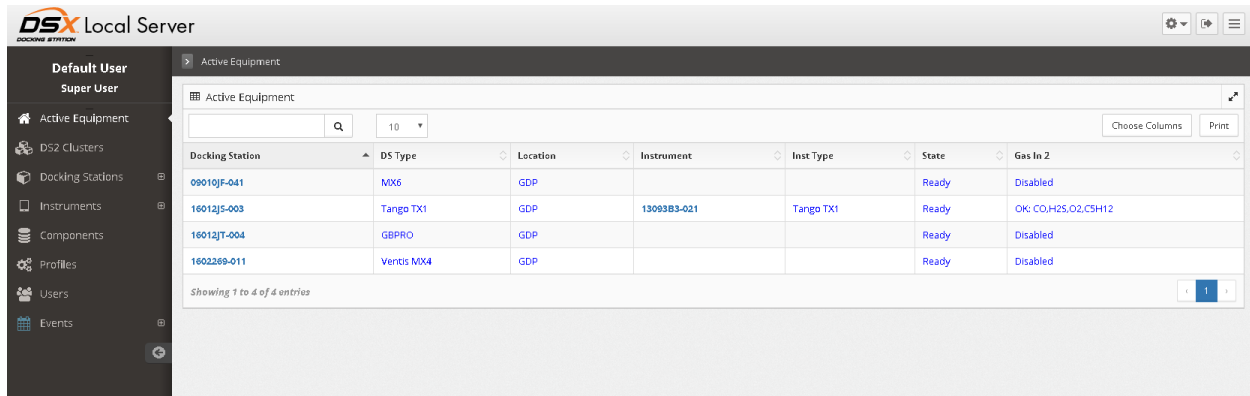 DSX Local Server
DOCKING STATION
Default User
Super User
Active Equipment
DS2 Clusters
Docking Stations
Instruments
Components
Profiles
Users
Events
Active Equipment
Active Equipment
10
Choose Columns Print
Docking Station DS Type Location Instrument Inst Type State Gas In 2
09010JF-041 MX6 GDP Ready Disabled
16012JS-003 Tango TX1 GDP 13093B3-021 Tango TX1 Ready OK: CO,H2S,O2,C5H12
16012JT-004 GBPRO GDP Ready Disabled
1602269-011 Ventis MX4 GDP Ready Disabled
Showing 1 to 4 of 4 entries
1